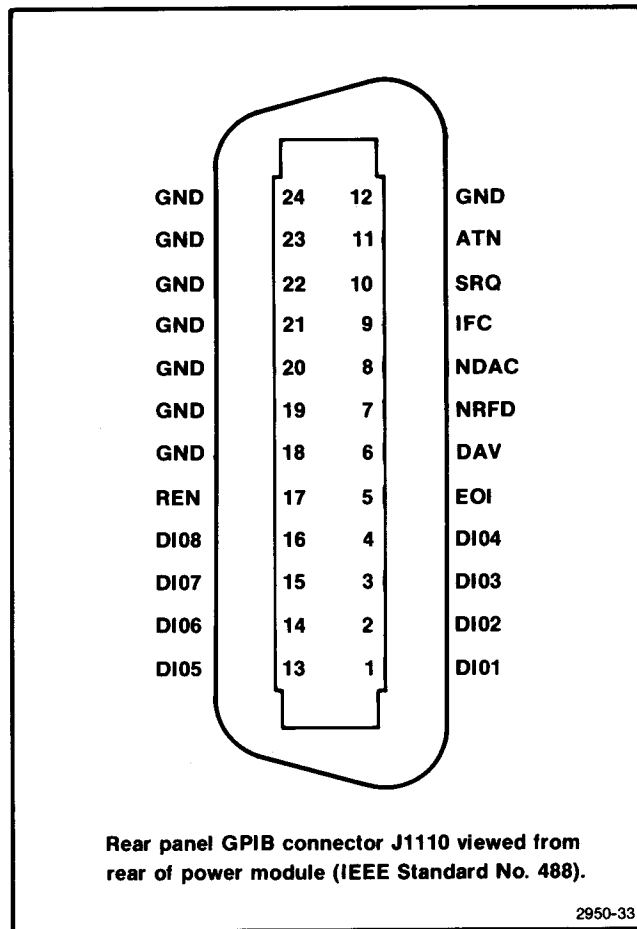 GND 24 12 GND
GND 23 11 ATN
GND 22 10 SRQ
GND 21 9 IFC
GND 20 8 NDAC
GND 19 7 NRFD
GND 18 6 DAV
REN 17 5 EOI
DI08 16 4 DI04
DI07 15 3 DI03
DI06 14 2 DI02
DI05 13 1 DI01
Rear panel GPIB connector J1110 viewed from
rear of power module (IEEE Standard No. 488).
2950-33